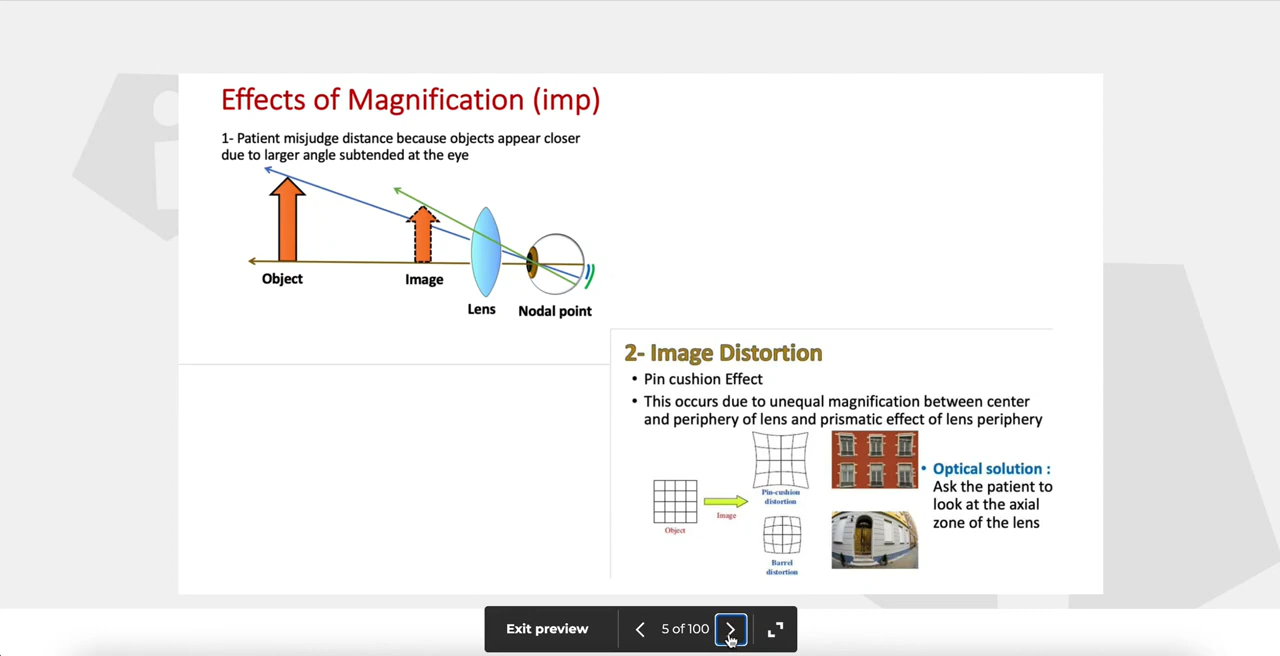 Effects of Magnification (imp)
1- Patient misjudge distance because objects appear closer
due to larger angle subtended at the eye
Object
Image
Lens
Nodal point
2- Image Distortion
• Pin cushion Effect
• This occurs due to unequal magnification between center
and periphery of lens and prismatic effect of lens periphery
Object
Image
Pin-cushion
distortion
Barrel
distortion
• Optical solution :
Ask the patient to
look at the axial
zone of the lens
Exit preview
5 of 100